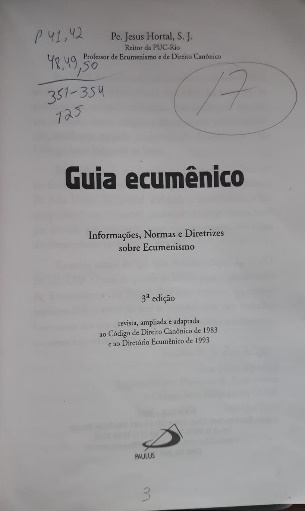 P 41, 42
48, 49, 50
351-354
125
17
Pe. Jesus Hortal, S. J.
Reitor da PUC-Rio
Professor de Ecumenismo e de Direito Canônico
Guia ecumênico
Informações, Normas e Diretrizes
sobre Ecumenismo
3ª edição
revista, ampliada e adaptada
ao Código de Direito Canônico de 1983
e ao Diretório Ecumênico de 1993
PAULUS
3